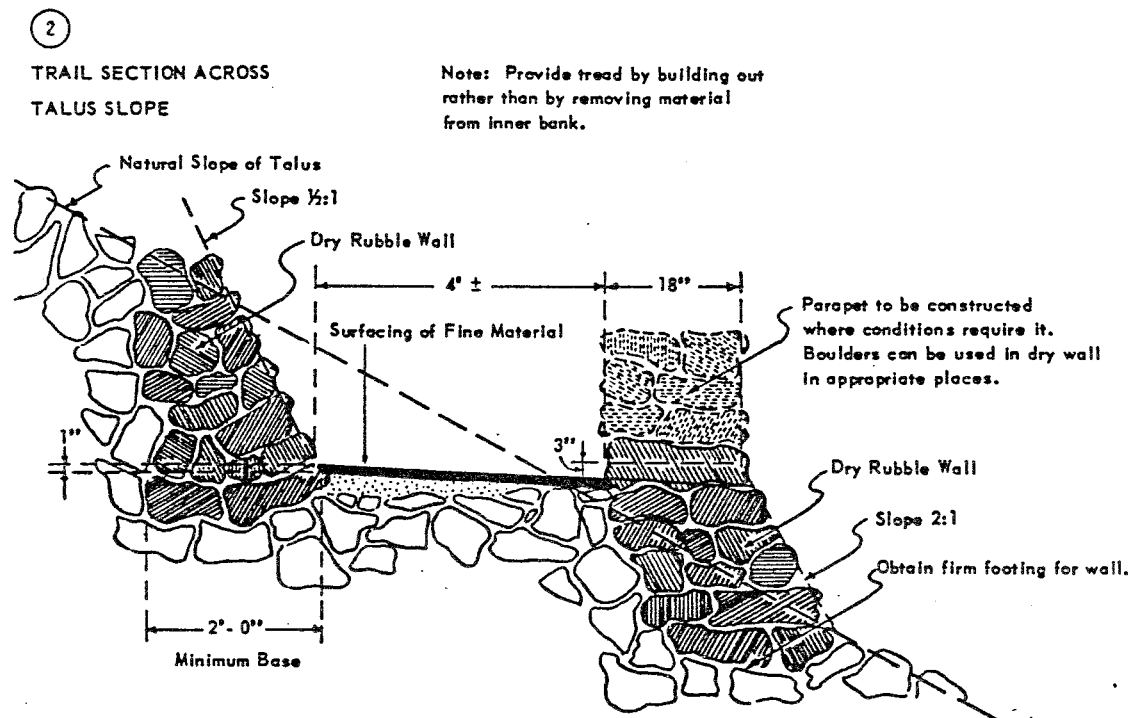 2
TRAIL SECTION ACROSS
TALUS SLOPE
Note: Provide tread by building out
rather than by removing material
from inner bank.
Natural Slope of Talus
Slope ½:1
Dry Rubble Wall
4' ±
18"
Surfacing of Fine Material
Parapet to be constructed
where conditions require it.
Boulders can be used in dry wall
in appropriate places.
1"
3"
Dry Rubble Wall
Slope 2:1
Obtain firm footing for wall.
2'- 0"
Minimum Base